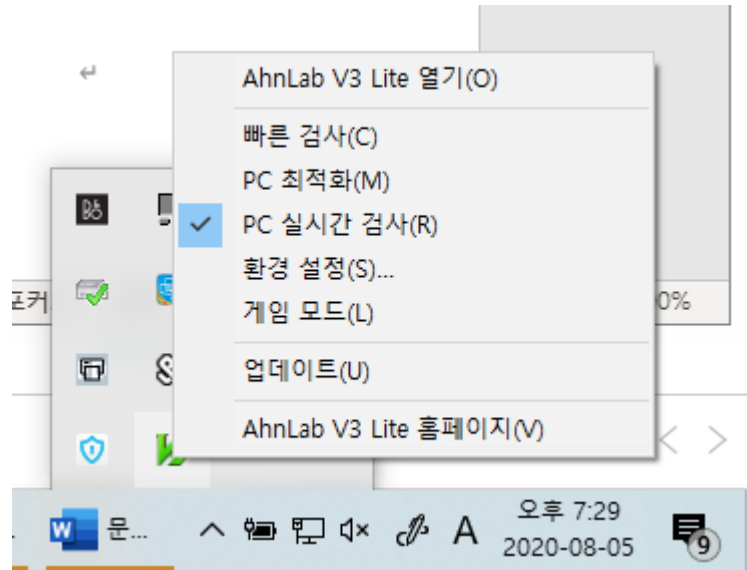 AhnLab V3 Lite 열기(O)
빠른 검사(C)
PC 최적화(M)
PC 실시간 검사(R)
환경 설정(S)...
게임 모드(L)
업데이트(U)
AhnLab V3 Lite 홈페이지(V)
포커
0%
W 문...
A
오후 7:29
2020-08-05
9